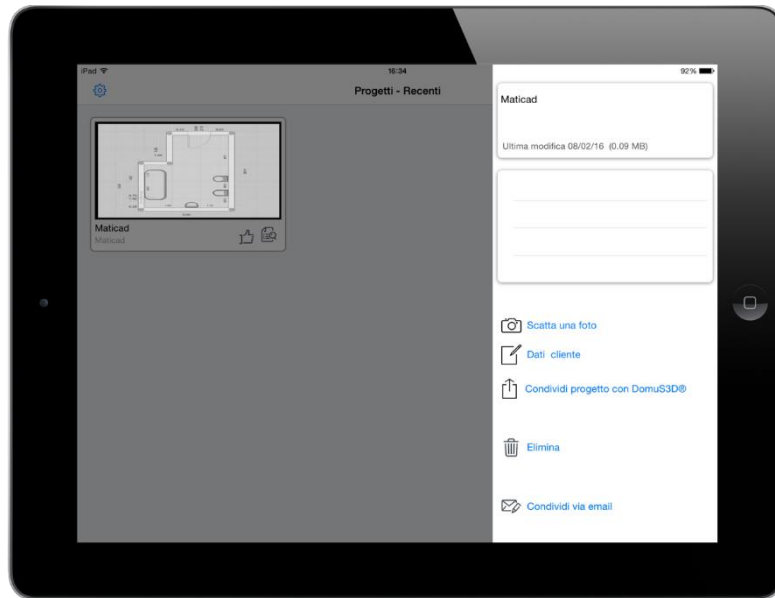 iPad
16:34
92%
Progetti - Recenti
Maticad
Ultima modifica 08/02/16 (0.09 MB)
Maticad
Maticad
Scatta una foto
Dati cliente
Condividi progetto con DomuS3D®
Elimina
Condividi via email